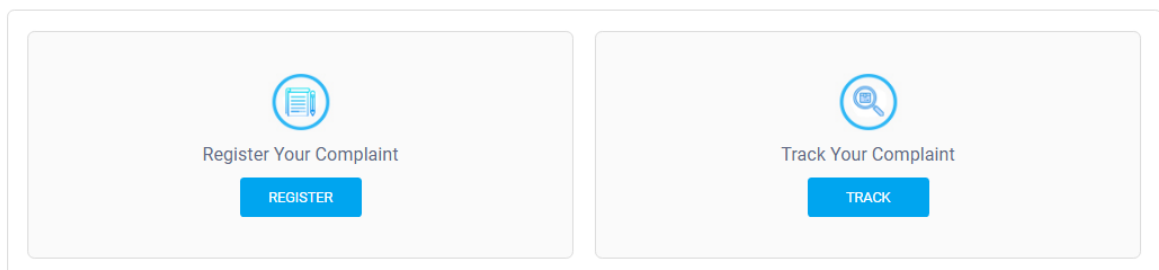 Register Your Complaint
REGISTER
Track Your Complaint
TRACK